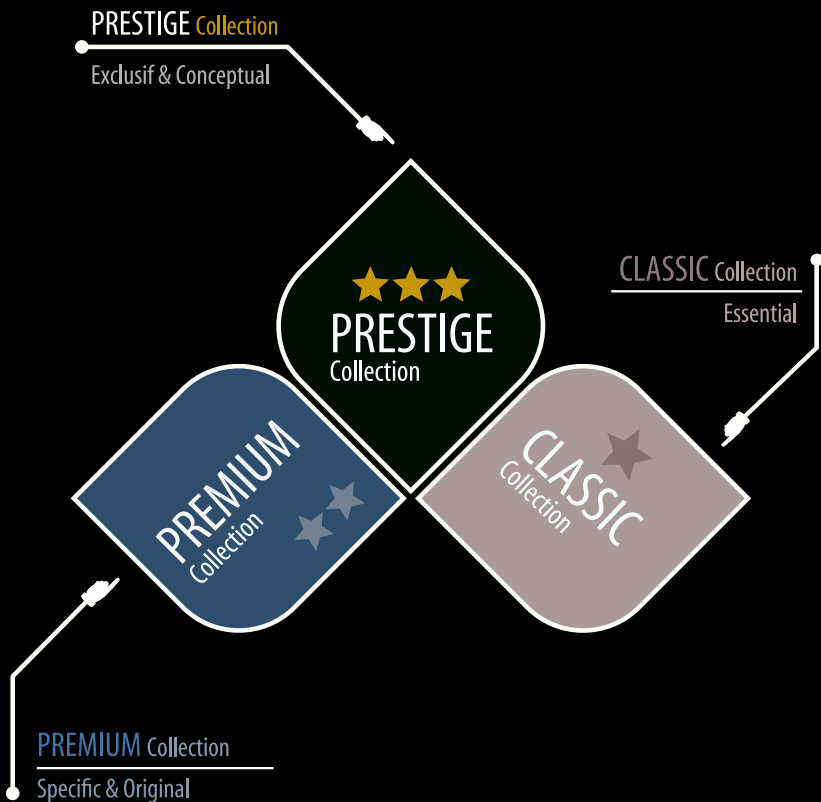 PRESTIGE Collection
Exclusif & Conceptual
CLASSIC Collection
Essential
PRESTIGE
Collection
PREMIUM
Collection
CLASSIC
Collection
PREMIUM Collection
Specific & Original